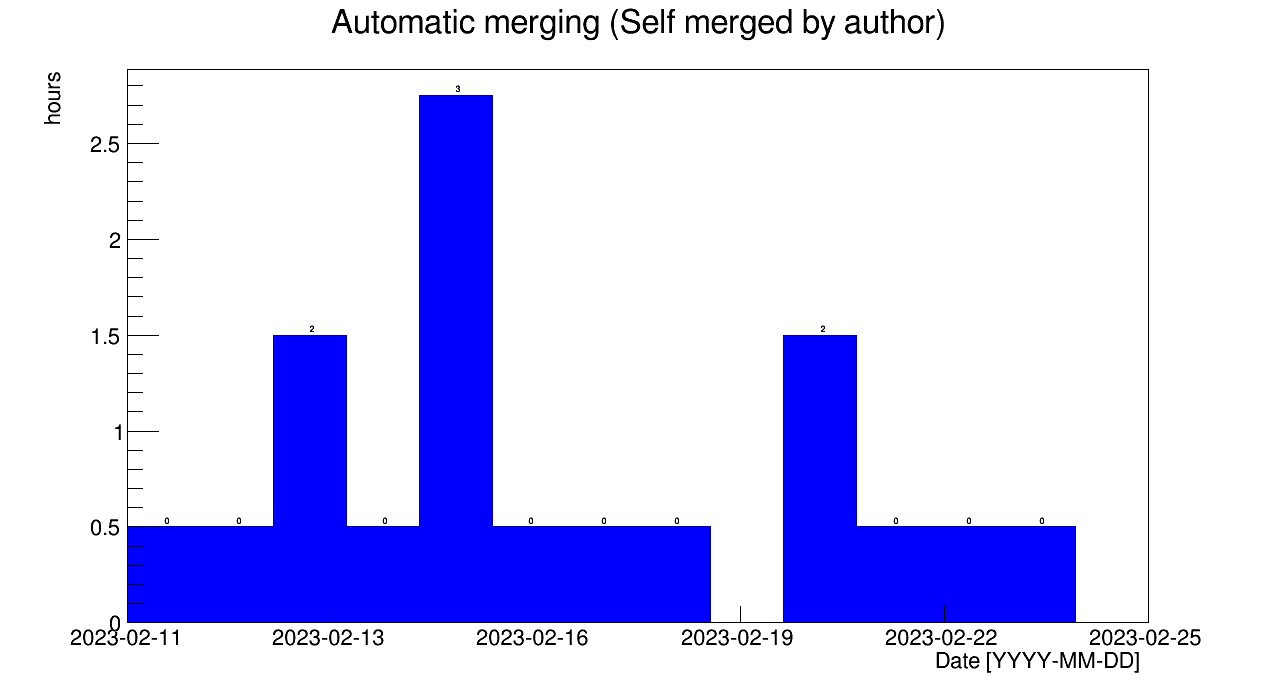 Automatic merging (Self merged by author)
hours
3
2.5
2
2
2
1.5
1
0 0 0 0 0 0 0 0 0
0.5
0
2023-02-11 2023-02-13 2023-02-16 2023-02-19 2023-02-22 2023-02-25
Date [YYYY-MM-DD]